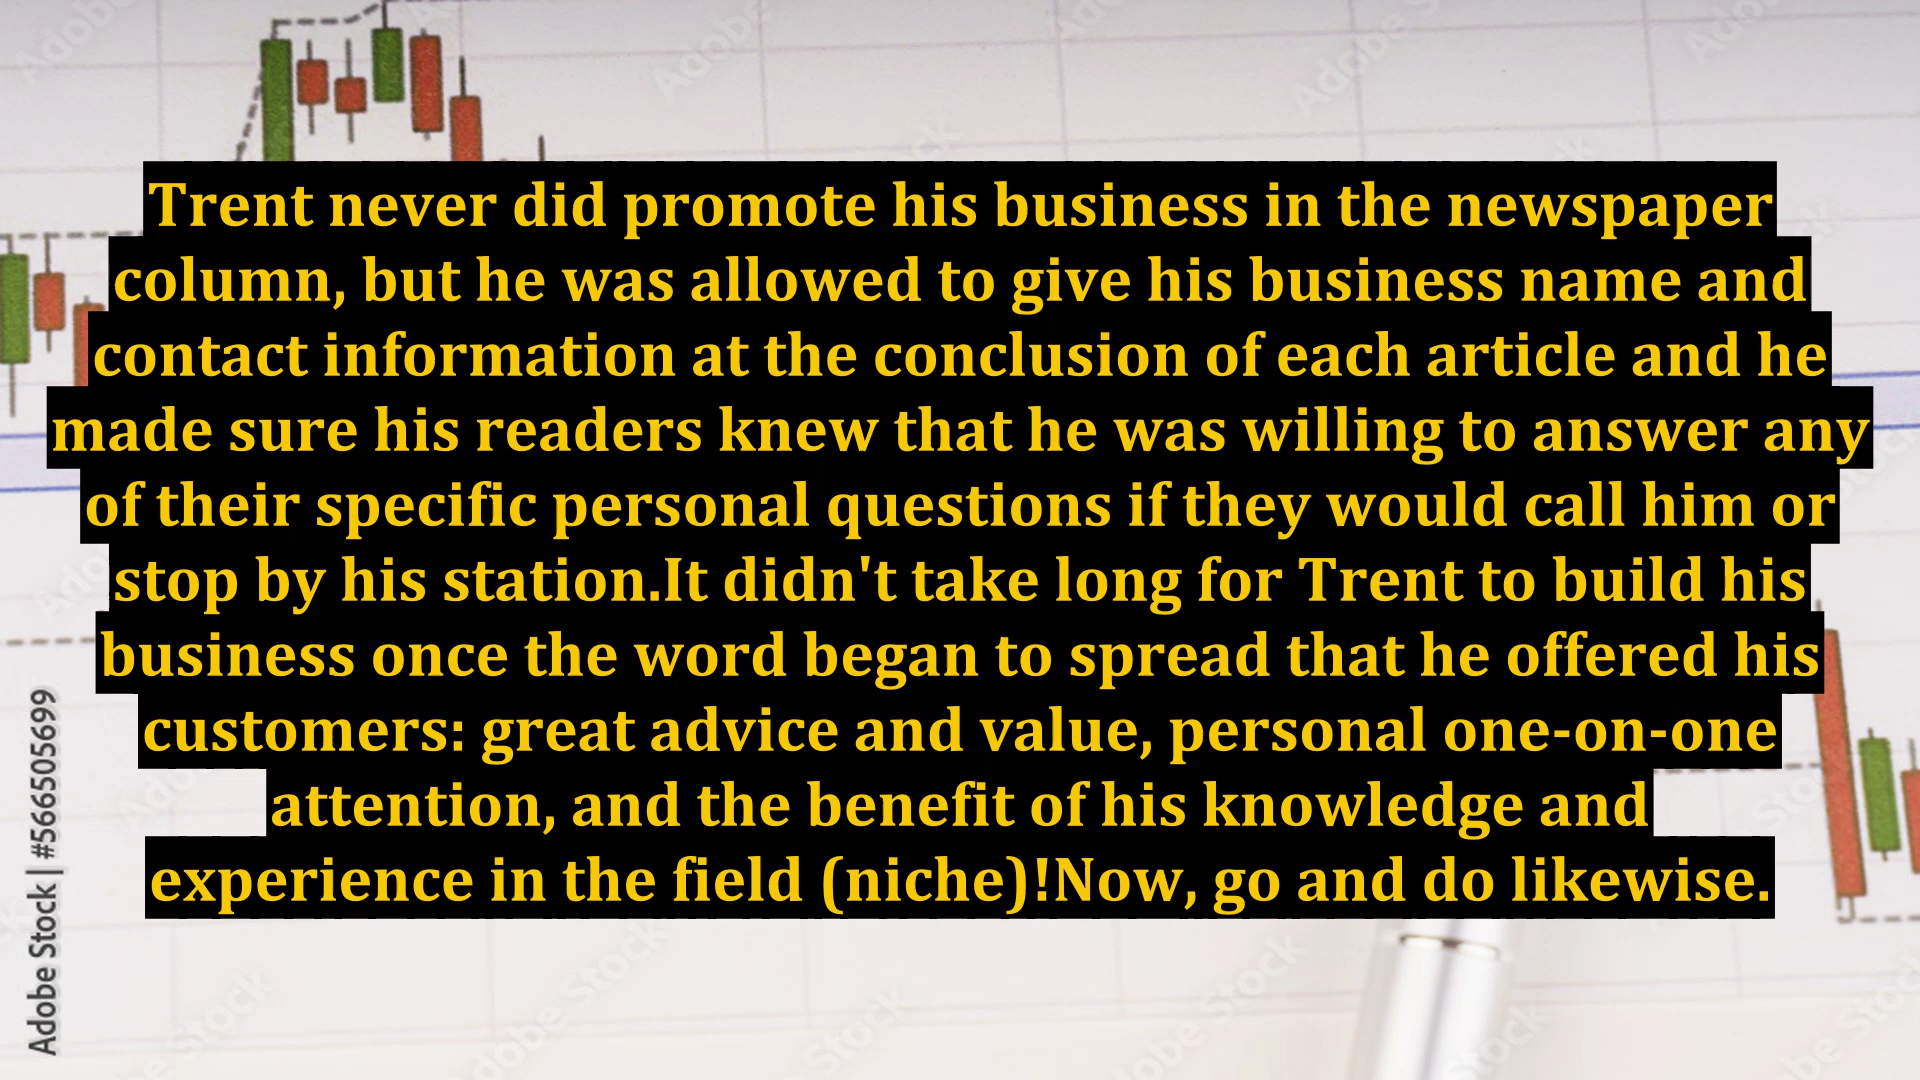 Trent never did promote his business in the newspaper
column, but he was allowed to give his business name and
contact information at the conclusion of each article and he
made sure his readers knew that he was willing to answer any
of their specific personal questions if they would call him or
stop by his station.It didn't take long for Trent to build his
business once the word began to spread that he offered his
customers: great advice and value, personal one-on-one
attention, and the benefit of his knowledge and
experience in the field (niche)!Now, go and do likewise.
Adobe Stock | #566505699